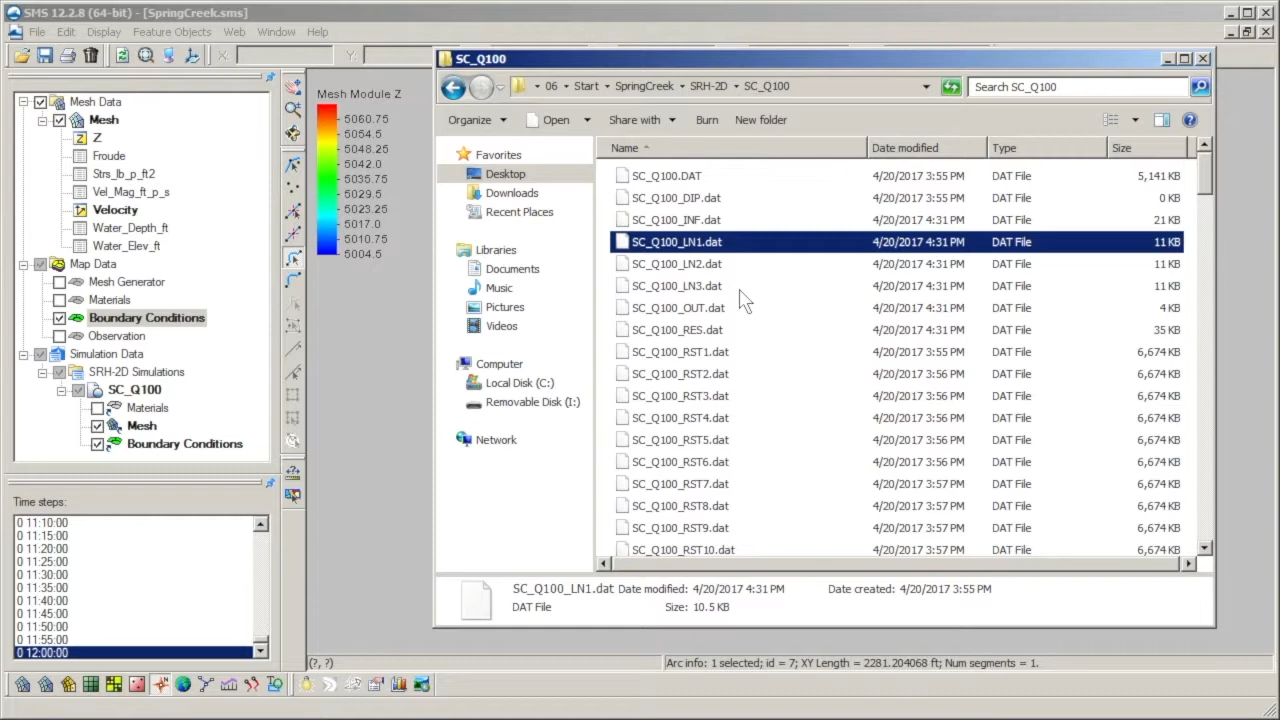 SMS 12.2.8 (64-bit) - [SpringCreek.sms]
File Edit Display Feature Objects Web Window Help
X: Y:
Mesh Data
Mesh
Z
Froude
Strs_lb_p_ft2
Vel_Mag_ft_p_s
Velocity
Water_Depth_ft
Water_Elev_ft
Map Data
Mesh Generator
Materials
Boundary Conditions
Observation
Simulation Data
SRH-2D Simulations
SC_Q100
Materials
Mesh
Boundary Conditions
Time steps:
0 11:10:00
0 11:15:00
0 11:20:00
0 11:25:00
0 11:30:00
0 11:35:00
0 11:40:00
0 11:45:00
0 11:50:00
0 11:55:00
0 12:00:00
Mesh Module Z
5060.75
5054.5
5048.25
5042.0
5035.75
5029.5
5023.25
5017.0
5010.75
5004.5
SC_Q100
06 Start SpringCreek SRH-2D SC_Q100
Search SC_Q100
Organize Open Share with Burn New folder
Favorites
Desktop
Downloads
Recent Places
Libraries
Documents
Music
Pictures
Videos
Computer
Local Disk (C:)
Removable Disk (I:)
Network
Name Date modified Type Size
SC_Q100.DAT 4/20/2017 3:55 PM DAT File 5,141 KB
SC_Q100_DIP.dat 4/20/2017 3:55 PM DAT File 0 KB
SC_Q100_INF.dat 4/20/2017 4:31 PM DAT File 21 KB
SC_Q100_LN1.dat 4/20/2017 4:31 PM DAT File 11 KB
SC_Q100_LN2.dat 4/20/2017 4:31 PM DAT File 11 KB
SC_Q100_LN3.dat 4/20/2017 4:31 PM DAT File 11 KB
SC_Q100_OUT.dat 4/20/2017 4:31 PM DAT File 4 KB
SC_Q100_RES.dat 4/20/2017 4:31 PM DAT File 35 KB
SC_Q100_RST1.dat 4/20/2017 3:55 PM DAT File 6,674 KB
SC_Q100_RST2.dat 4/20/2017 3:55 PM DAT File 6,674 KB
SC_Q100_RST3.dat 4/20/2017 3:56 PM DAT File 6,674 KB
SC_Q100_RST4.dat 4/20/2017 3:56 PM DAT File 6,674 KB
SC_Q100_RST5.dat 4/20/2017 3:56 PM DAT File 6,674 KB
SC_Q100_RST6.dat 4/20/2017 3:56 PM DAT File 6,674 KB
SC_Q100_RST7.dat 4/20/2017 3:56 PM DAT File 6,674 KB
SC_Q100_RST8.dat 4/20/2017 3:57 PM DAT File 6,674 KB
SC_Q100_RST9.dat 4/20/2017 3:57 PM DAT File 6,674 KB
SC_Q100_RST10.dat 4/20/2017 3:57 PM DAT File 6,674 KB
SC_Q100_LN1.dat Date modified: 4/20/2017 4:31 PM Date created: 4/20/2017 3:55 PM
DAT File Size: 10.5 KB
(?, ?) Arc info: 1 selected; id = 7; XY Length = 2281.204068 ft; Num segments = 1.